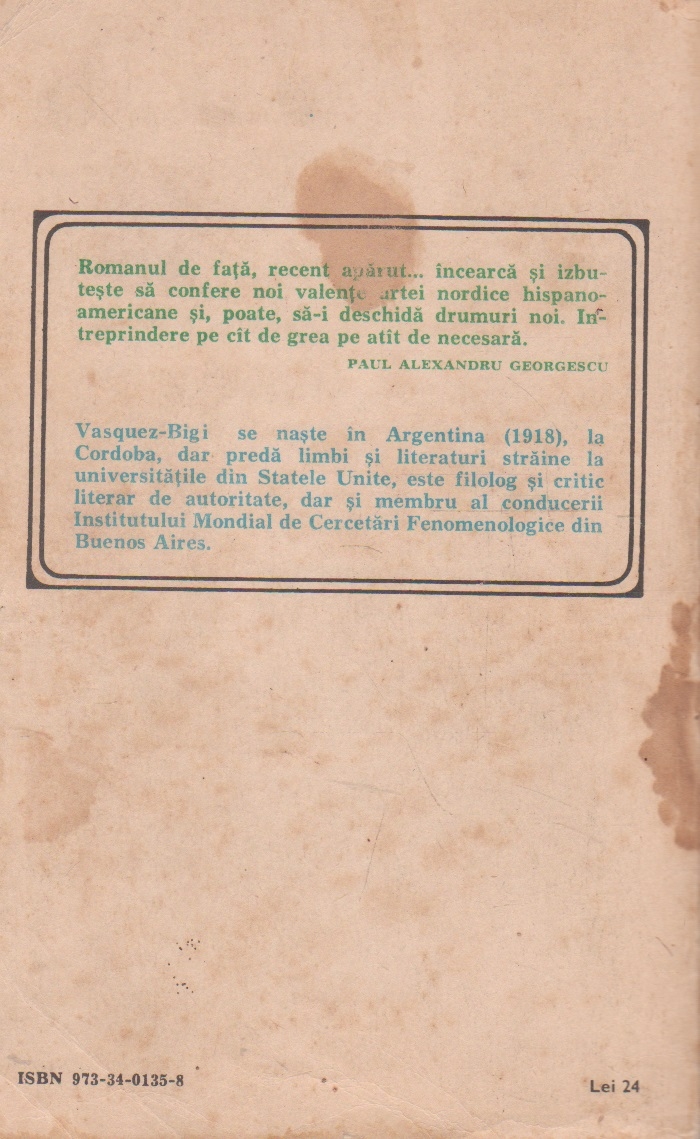 Romanul de față, recent apărut... încearcă și izbu-
tește să confere noi valențe artei nordice hispano-
americane și, poate, să-i deschidă drumuri noi. In-
treprindere pe cît de grea pe atît de necesară.
PAUL ALEXANDRU GEORGESCU
Vasquez-Bigi se naște în Argentina (1918), la
Cordoba, dar predă limbi și literaturi străine la
universitățile din Statele Unite, este filolog și critic
literar de autoritate, dar și membru al conducerii
Institutului Mondial de Cercetări Fenomenologice din
Buenos Aires.
ISBN 973-34-0135-8
Lei 24